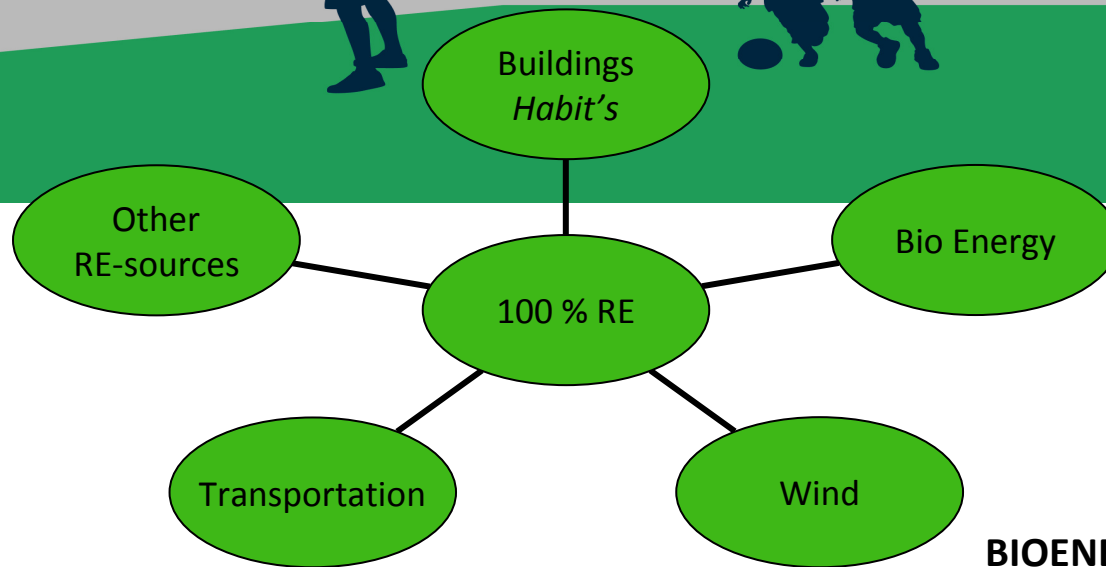 Buildings
Habit's
Other
RE-sources
Bio Energy
100 % RE
Transportation
Wind